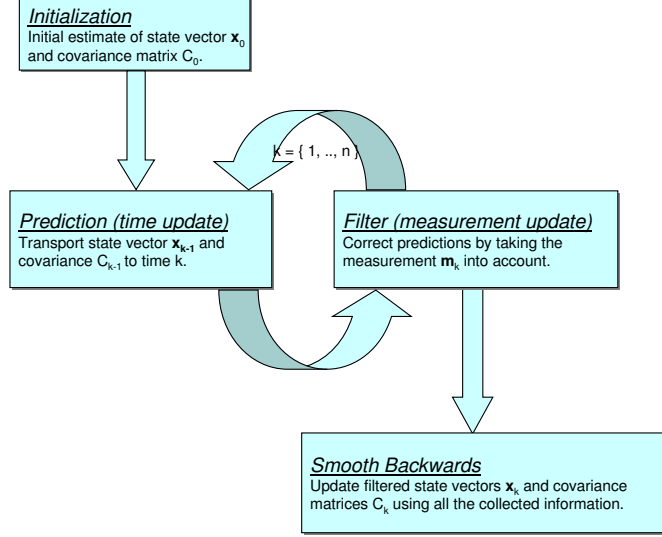 Initialization
Initial estimate of state vector x₀
and covariance matrix C₀.
k = { 1, .., n }
Prediction (time update)
Transport state vector xₖ₋₁ and
covariance Cₖ₋₁ to time k.
Filter (measurement update)
Correct predictions by taking the
measurement mₖ into account.
Smooth Backwards
Update filtered state vectors xₖ and covariance
matrices Cₖ using all the collected information.